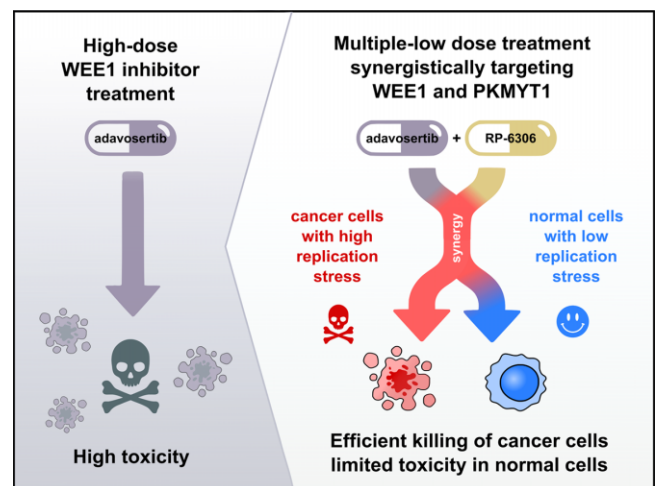 High-dose
WEE1 inhibitor
treatment
adavosertib
High toxicity
Multiple-low dose treatment
synergistically targeting
WEE1 and PKMYT1
adavosertib + RP-6306
cancer cells
with high
replication
stress
synergy
normal cells
with low
replication
stress
Efficient killing of cancer cells
limited toxicity in normal cells